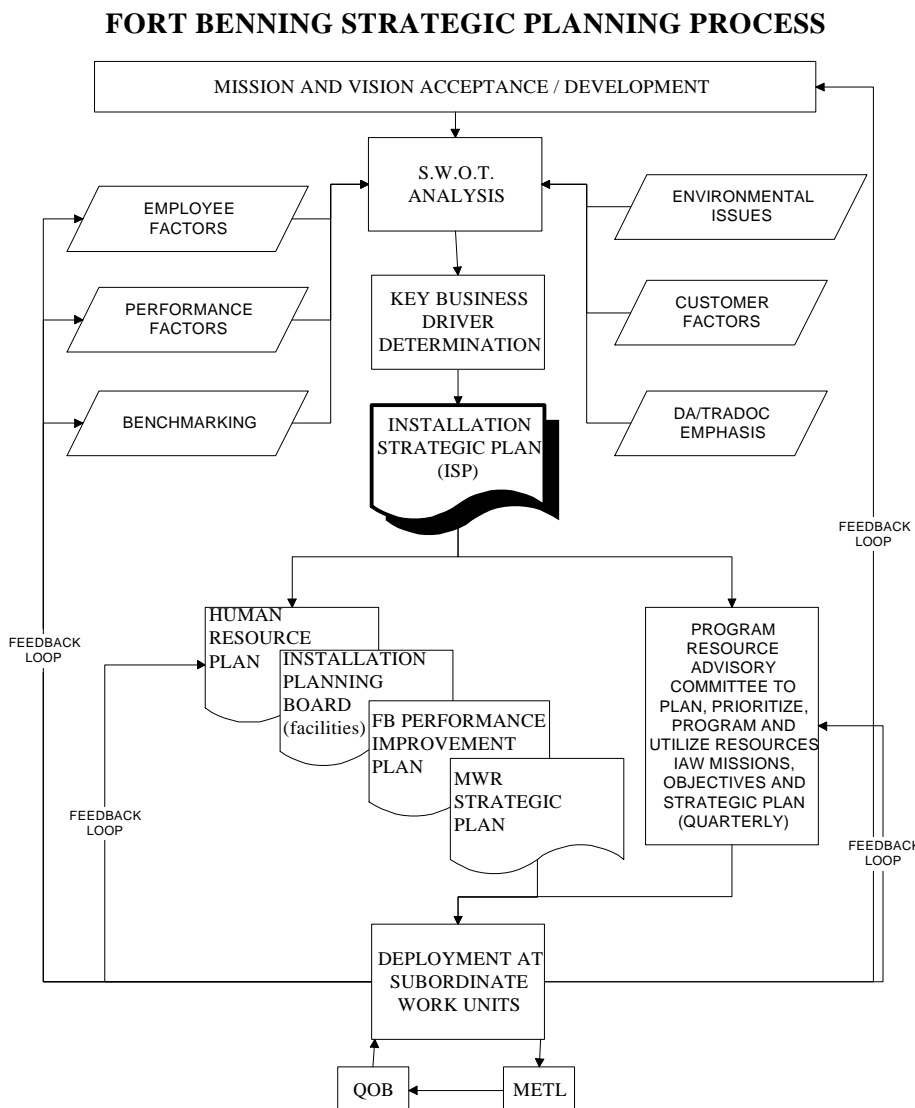 FORT BENNING STRATEGIC PLANNING PROCESS
MISSION AND VISION ACCEPTANCE / DEVELOPMENT
S.W.O.T.
ANALYSIS
EMPLOYEE
FACTORS
ENVIRONMENTAL
ISSUES
PERFORMANCE
FACTORS
KEY BUSINESS
DRIVER
DETERMINATION
CUSTOMER
FACTORS
BENCHMARKING
INSTALLATION
STRATEGIC PLAN
(ISP)
DA/TRADOC
EMPHASIS
FEEDBACK
LOOP
FEEDBACK
LOOP
HUMAN
RESOURCE
PLAN
INSTALLATION
PLANNING
BOARD
(facilities)
FB PERFORMANCE
IMPROVEMENT
PLAN
MWR
STRATEGIC
PLAN
PROGRAM
RESOURCE
ADVISORY
COMMITTEE TO
PLAN, PRIORITIZE,
PROGRAM AND
UTILIZE RESOURCES
IAW MISSIONS,
OBJECTIVES AND
STRATEGIC PLAN
(QUARTERLY)
FEEDBACK
LOOP
FEEDBACK
LOOP
DEPLOYMENT AT
SUBORDINATE
WORK UNITS
QOB
METL